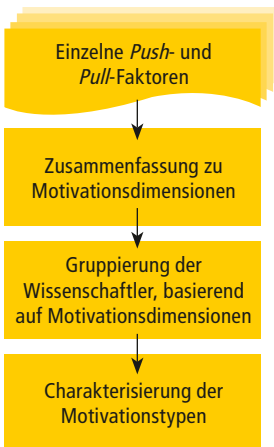 Einzelne Push- und
Pull-Faktoren
Zusammenfassung zu
Motivationsdimensionen
Gruppierung der
Wissenschaftler, basierend
auf Motivationsdimensionen
Charakterisierung der
Motivationstypen